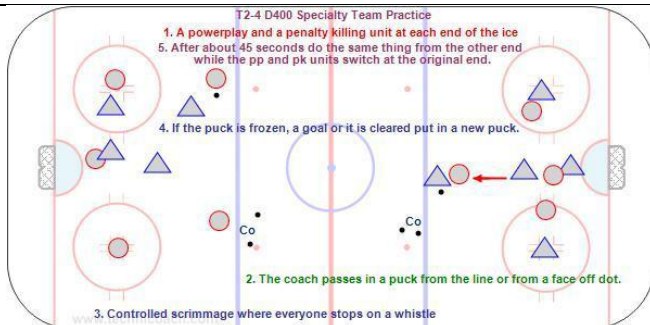 T2-4 D400 Specialty Team Practice
1. A powerplay and a penalty killing unit at each end of the ice
5. After about 45 seconds do the same thing from the other end
while the pp and pk units switch at the original end.
4. If the puck is frozen, a goal or it is cleared put in a new puck.
Co
Co
2. The coach passes in a puck from the line or from a face off dot.
3. Controlled scrimmage where everyone stops on a whistle